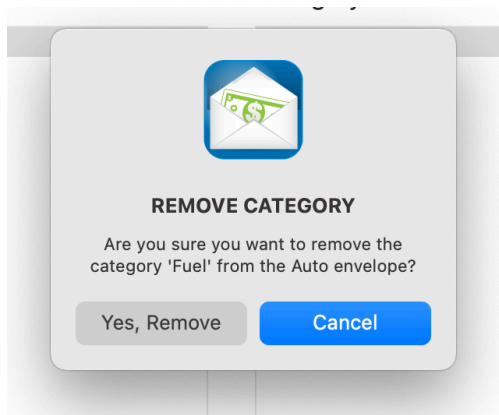 REMOVE CATEGORY
Are you sure you want to remove the
category 'Fuel' from the Auto envelope?
Yes, Remove
Cancel